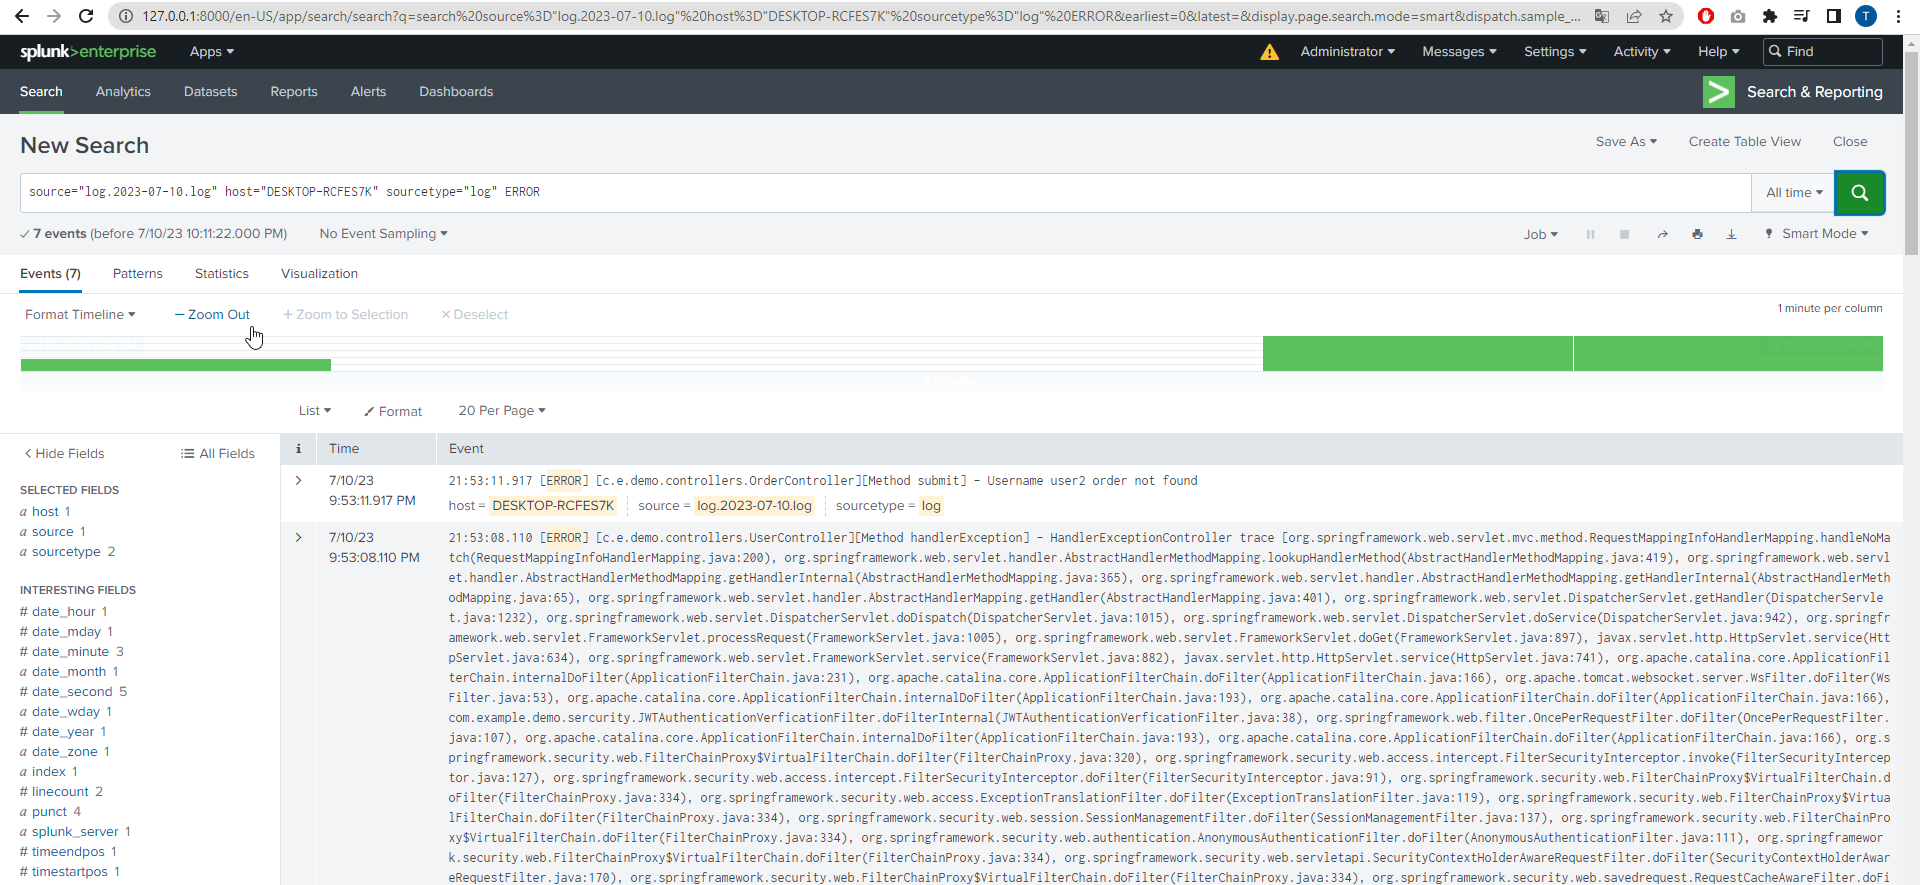 127.0.0.1:8000/en-US/app/search/search?q=search%20source%3D"log.2023-07-10.log"%20host%3D"DESKTOP-RCFES7K"%20sourcetype%3D"log"%20ERROR&earliest=0&latest=&display.page.search.mode=smart&dispatch.sample_... T
splunk>enterprise Apps Administrator Messages Settings Activity Help Find
Search Analytics Datasets Reports Alerts Dashboards > Search & Reporting
New Search Save As Create Table View Close
source="log.2023-07-10.log" host="DESKTOP-RCFES7K" sourcetype="log" ERROR All time
7 events (before 7/10/23 10:11:22.000 PM) No Event Sampling Job Smart Mode
Events (7) Patterns Statistics Visualization
Format Timeline − Zoom Out + Zoom to Selection × Deselect 1 minute per column
List Format 20 Per Page
< Hide Fields All Fields
SELECTED FIELDS
a host 1
a source 1
a sourcetype 2
INTERESTING FIELDS
# date_hour 1
# date_mday 1
# date_minute 3
a date_month 1
# date_second 5
a date_wday 1
# date_year 1
a date_zone 1
a index 1
# linecount 2
a punct 4
a splunk_server 1
# timeendpos 1
# timestartpos 1
i Time Event
7/10/23
9:53:11.917 PM
21:53:11.917 [ERROR] [c.e.demo.controllers.OrderController][Method submit] - Username user2 order not found
host = DESKTOP-RCFES7K source = log.2023-07-10.log sourcetype = log
7/10/23
9:53:08.110 PM
21:53:08.110 [ERROR] [c.e.demo.controllers.UserController][Method handlerException] - HandlerExceptionController trace [org.springframework.web.servlet.mvc.method.RequestMappingInfoHandlerMapping.handleNoMa
tch(RequestMappingInfoHandlerMapping.java:200), org.springframework.web.servlet.handler.AbstractHandlerMethodMapping.lookupHandlerMethod(AbstractHandlerMethodMapping.java:419), org.springframework.web.servl
et.handler.AbstractHandlerMethodMapping.getHandlerInternal(AbstractHandlerMethodMapping.java:365), org.springframework.web.servlet.handler.AbstractHandlerMethodMapping.getHandlerInternal(AbstractHandlerMeth
odMapping.java:65), org.springframework.web.servlet.handler.AbstractHandlerMapping.getHandler(AbstractHandlerMapping.java:401), org.springframework.web.servlet.DispatcherServlet.getHandler(DispatcherServle
t.java:1232), org.springframework.web.servlet.DispatcherServlet.doDispatch(DispatcherServlet.java:1015), org.springframework.web.servlet.DispatcherServlet.doService(DispatcherServlet.java:942), org.springfr
amework.web.servlet.FrameworkServlet.processRequest(FrameworkServlet.java:1005), org.springframework.web.servlet.FrameworkServlet.doGet(FrameworkServlet.java:897), javax.servlet.http.HttpServlet.service(Htt
pServlet.java:634), org.springframework.web.servlet.FrameworkServlet.service(FrameworkServlet.java:882), javax.servlet.http.HttpServlet.service(HttpServlet.java:741), org.apache.catalina.core.ApplicationFil
terChain.internalDoFilter(ApplicationFilterChain.java:231), org.apache.catalina.core.ApplicationFilterChain.doFilter(ApplicationFilterChain.java:166), org.apache.tomcat.websocket.server.WsFilter.doFilter(Ws
Filter.java:53), org.apache.catalina.core.ApplicationFilterChain.internalDoFilter(ApplicationFilterChain.java:193), org.apache.catalina.core.ApplicationFilterChain.doFilter(ApplicationFilterChain.java:166),
com.example.demo.sercurity.JWTAuthenticationVerficationFilter.doFilterInternal(JWTAuthenticationVerficationFilter.java:38), org.springframework.web.filter.OncePerRequestFilter.doFilter(OncePerRequestFilter.
java:107), org.apache.catalina.core.ApplicationFilterChain.internalDoFilter(ApplicationFilterChain.java:193), org.apache.catalina.core.ApplicationFilterChain.doFilter(ApplicationFilterChain.java:166), org.s
pringframework.security.web.FilterChainProxy$VirtualFilterChain.doFilter(FilterChainProxy.java:320), org.springframework.security.web.access.intercept.FilterSecurityInterceptor.invoke(FilterSecurityIntercep
tor.java:127), org.springframework.security.web.access.intercept.FilterSecurityInterceptor.doFilter(FilterSecurityInterceptor.java:91), org.springframework.security.web.FilterChainProxy$VirtualFilterChain.d
oFilter(FilterChainProxy.java:334), org.springframework.security.web.access.ExceptionTranslationFilter.doFilter(ExceptionTranslationFilter.java:119), org.springframework.security.web.FilterChainProxy$Virtua
lFilterChain.doFilter(FilterChainProxy.java:334), org.springframework.security.web.session.SessionManagementFilter.doFilter(SessionManagementFilter.java:137), org.springframework.security.web.FilterChainPro
xy$VirtualFilterChain.doFilter(FilterChainProxy.java:334), org.springframework.security.web.authentication.AnonymousAuthenticationFilter.doFilter(AnonymousAuthenticationFilter.java:111), org.springframewor
k.security.web.FilterChainProxy$VirtualFilterChain.doFilter(FilterChainProxy.java:334), org.springframework.security.web.servletapi.SecurityContextHolderAwareRequestFilter.doFilter(SecurityContextHolderAwa
reRequestFilter.java:170), org.springframework.security.web.FilterChainProxy$VirtualFilterChain.doFilter(FilterChainProxy.java:334), org.springframework.security.web.savedrequest.RequestCacheAwareFilter.doFi